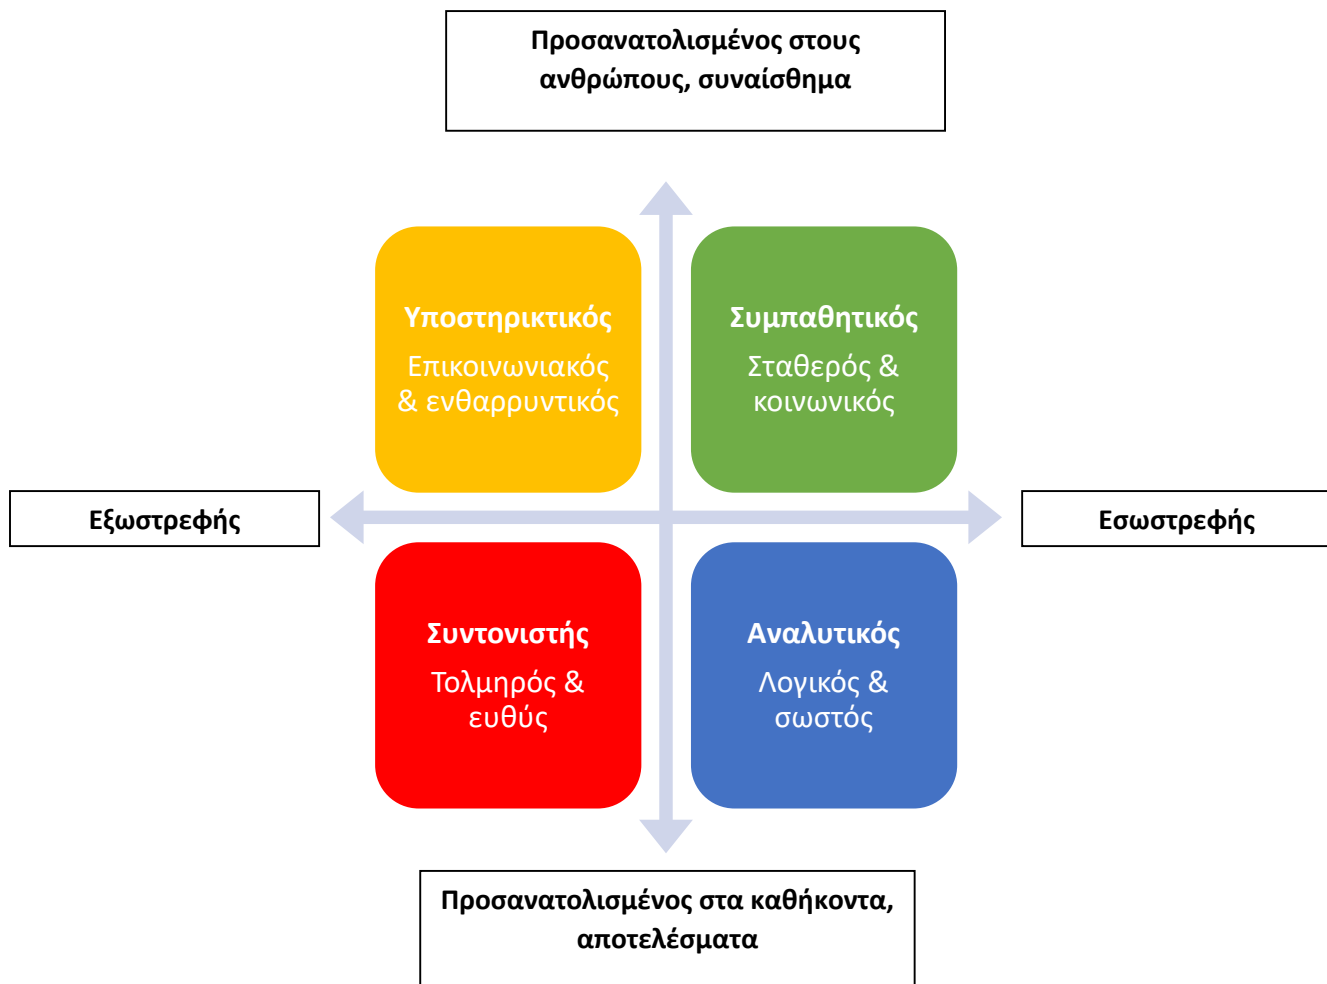 Προσανατολισμένος στους
ανθρώπους, συναίσθημα
Υποστηρικτικός
Επικοινωνιακός
& ενθαρρυντικός
Συμπαθητικός
Σταθερός &
κοινωνικός
Εξωστρεφής
Εσωστρεφής
Συντονιστής
Τολμηρός &
ευθύς
Αναλυτικός
Λογικός &
σωστός
Προσανατολισμένος στα καθήκοντα,
αποτελέσματα